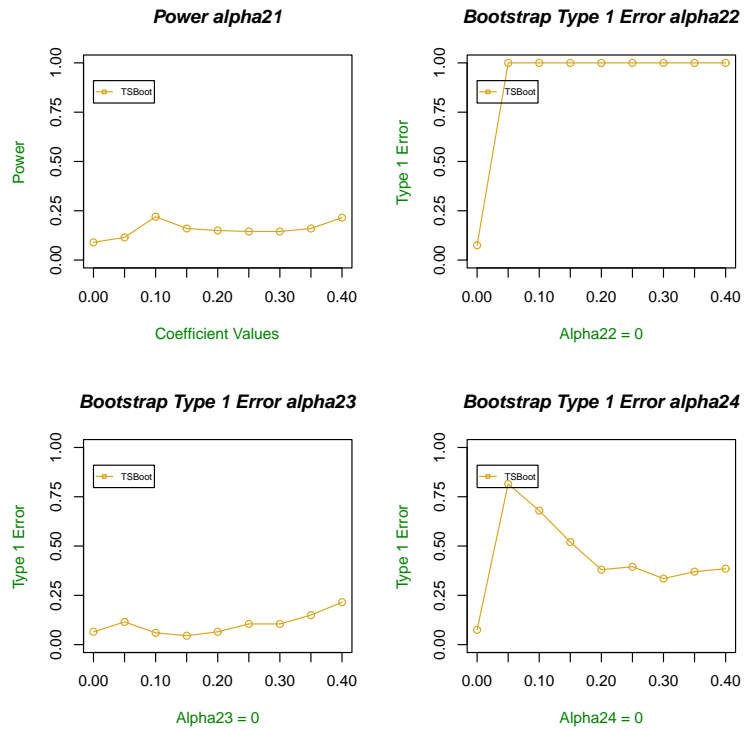 Power alpha21
1.00
0.75
0.50
0.25
0.00
Power
TSBoot
0.00 0.10 0.20 0.30 0.40
Coefficient Values
Bootstrap Type 1 Error alpha22
1.00
0.75
0.50
0.25
0.00
Type 1 Error
TSBoot
0.00 0.10 0.20 0.30 0.40
Alpha22 = 0
Bootstrap Type 1 Error alpha23
1.00
0.75
0.50
0.25
0.00
Type 1 Error
TSBoot
0.00 0.10 0.20 0.30 0.40
Alpha23 = 0
Bootstrap Type 1 Error alpha24
1.00
0.75
0.50
0.25
0.00
Type 1 Error
TSBoot
0.00 0.10 0.20 0.30 0.40
Alpha24 = 0